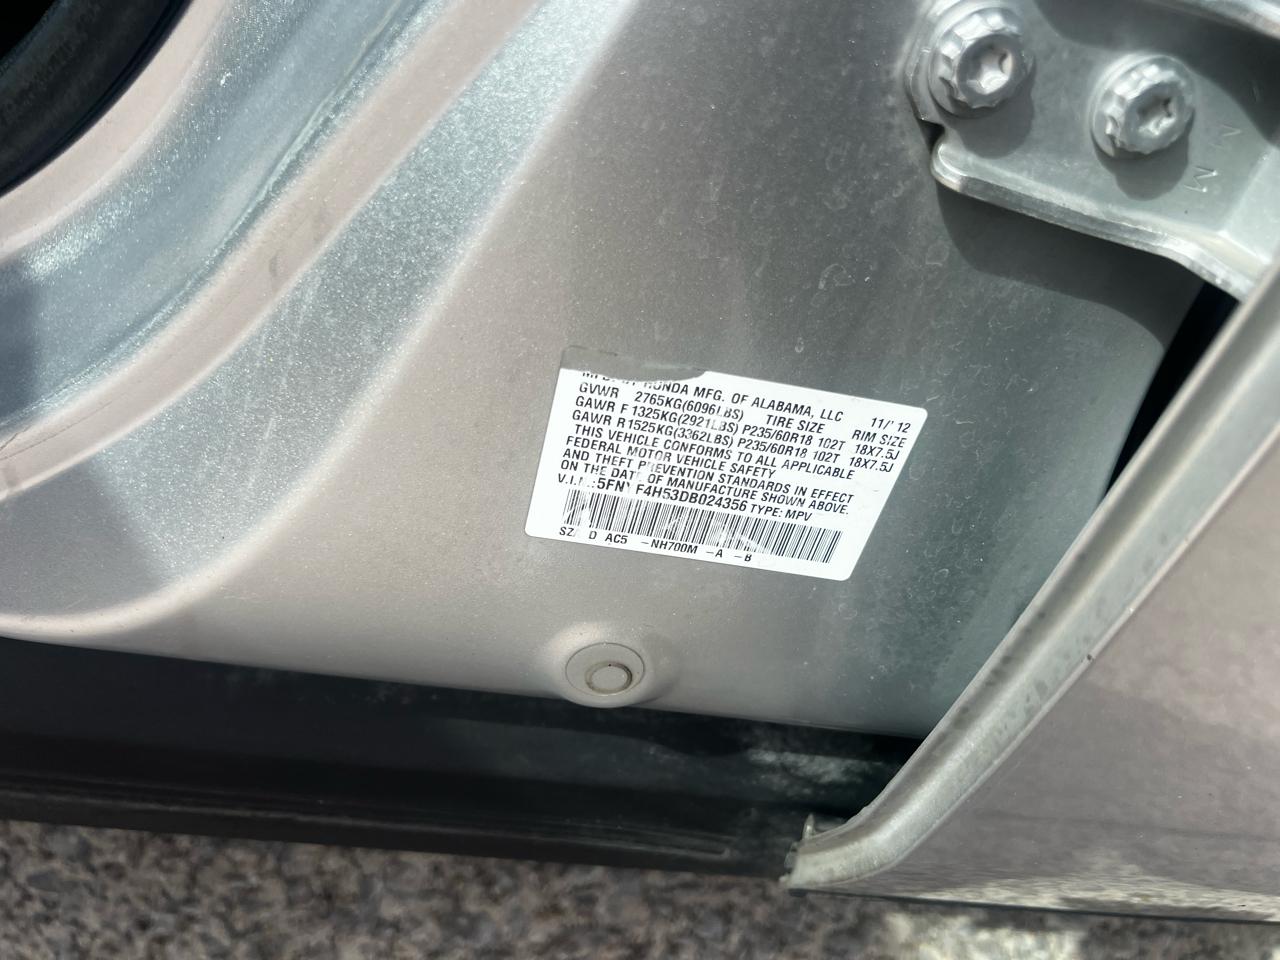 HONDA MFG. OF ALABAMA, LLC 11/'12
GVWR 2765KG(6096LBS) TIRE SIZE RIM SIZE
GAWR F 1325KG(2921LBS) P235/60R18 102T 18X7.5J
GAWR R1525KG(3362LBS) P235/60R18 102T 18X7.5J
THIS VEHICLE CONFORMS TO ALL APPLICABLE
FEDERAL MOTOR VEHICLE SAFETY
AND THEFT PREVENTION STANDARDS IN EFFECT
ON THE DATE OF MANUFACTURE SHOWN ABOVE.
F4H53DB024356 TYPE: MPV
AC5 -NH700M -A -B
M M